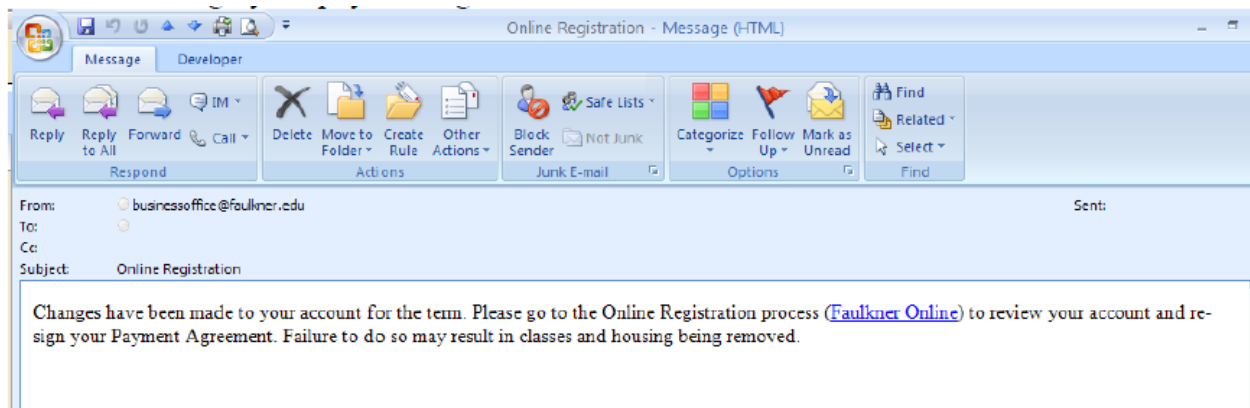 Online Registration - Message (HTML)
Message Developer
Reply Reply to All Forward IM Call
Delete Move to Folder Create Rule Other Actions
Block Sender Safe Lists Not Junk
Categorize Follow Up Mark as Unread
Find Related Select
Respond Actions Junk E-mail Options Find
From: businessoffice@faulkner.edu Sent:
To:
Cc:
Subject: Online Registration
Changes have been made to your account for the term. Please go to the Online Registration process (Faulkner Online) to review your account and re-
sign your Payment Agreement. Failure to do so may result in classes and housing being removed.